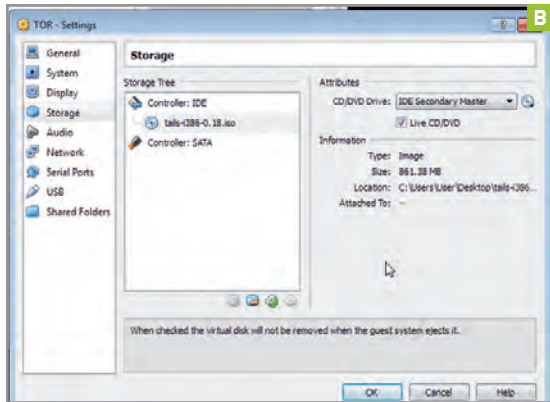 TOR - Settings
B
General
System
Display
Storage
Audio
Network
Serial Ports
USB
Shared Folders
Storage
Storage Tree
Controller: IDE
tails-i386-0.18.iso
Controller: SATA
Attributes
CD/DVD Drive: IDE Secondary Master
Live CD/DVD
Information
Type: Image
Size: 861.38 MB
Location: C:\Users\User\Desktop\tails-i386...
Attached To: --
When checked the virtual disk will not be removed when the guest system ejects it.
OK Cancel Help